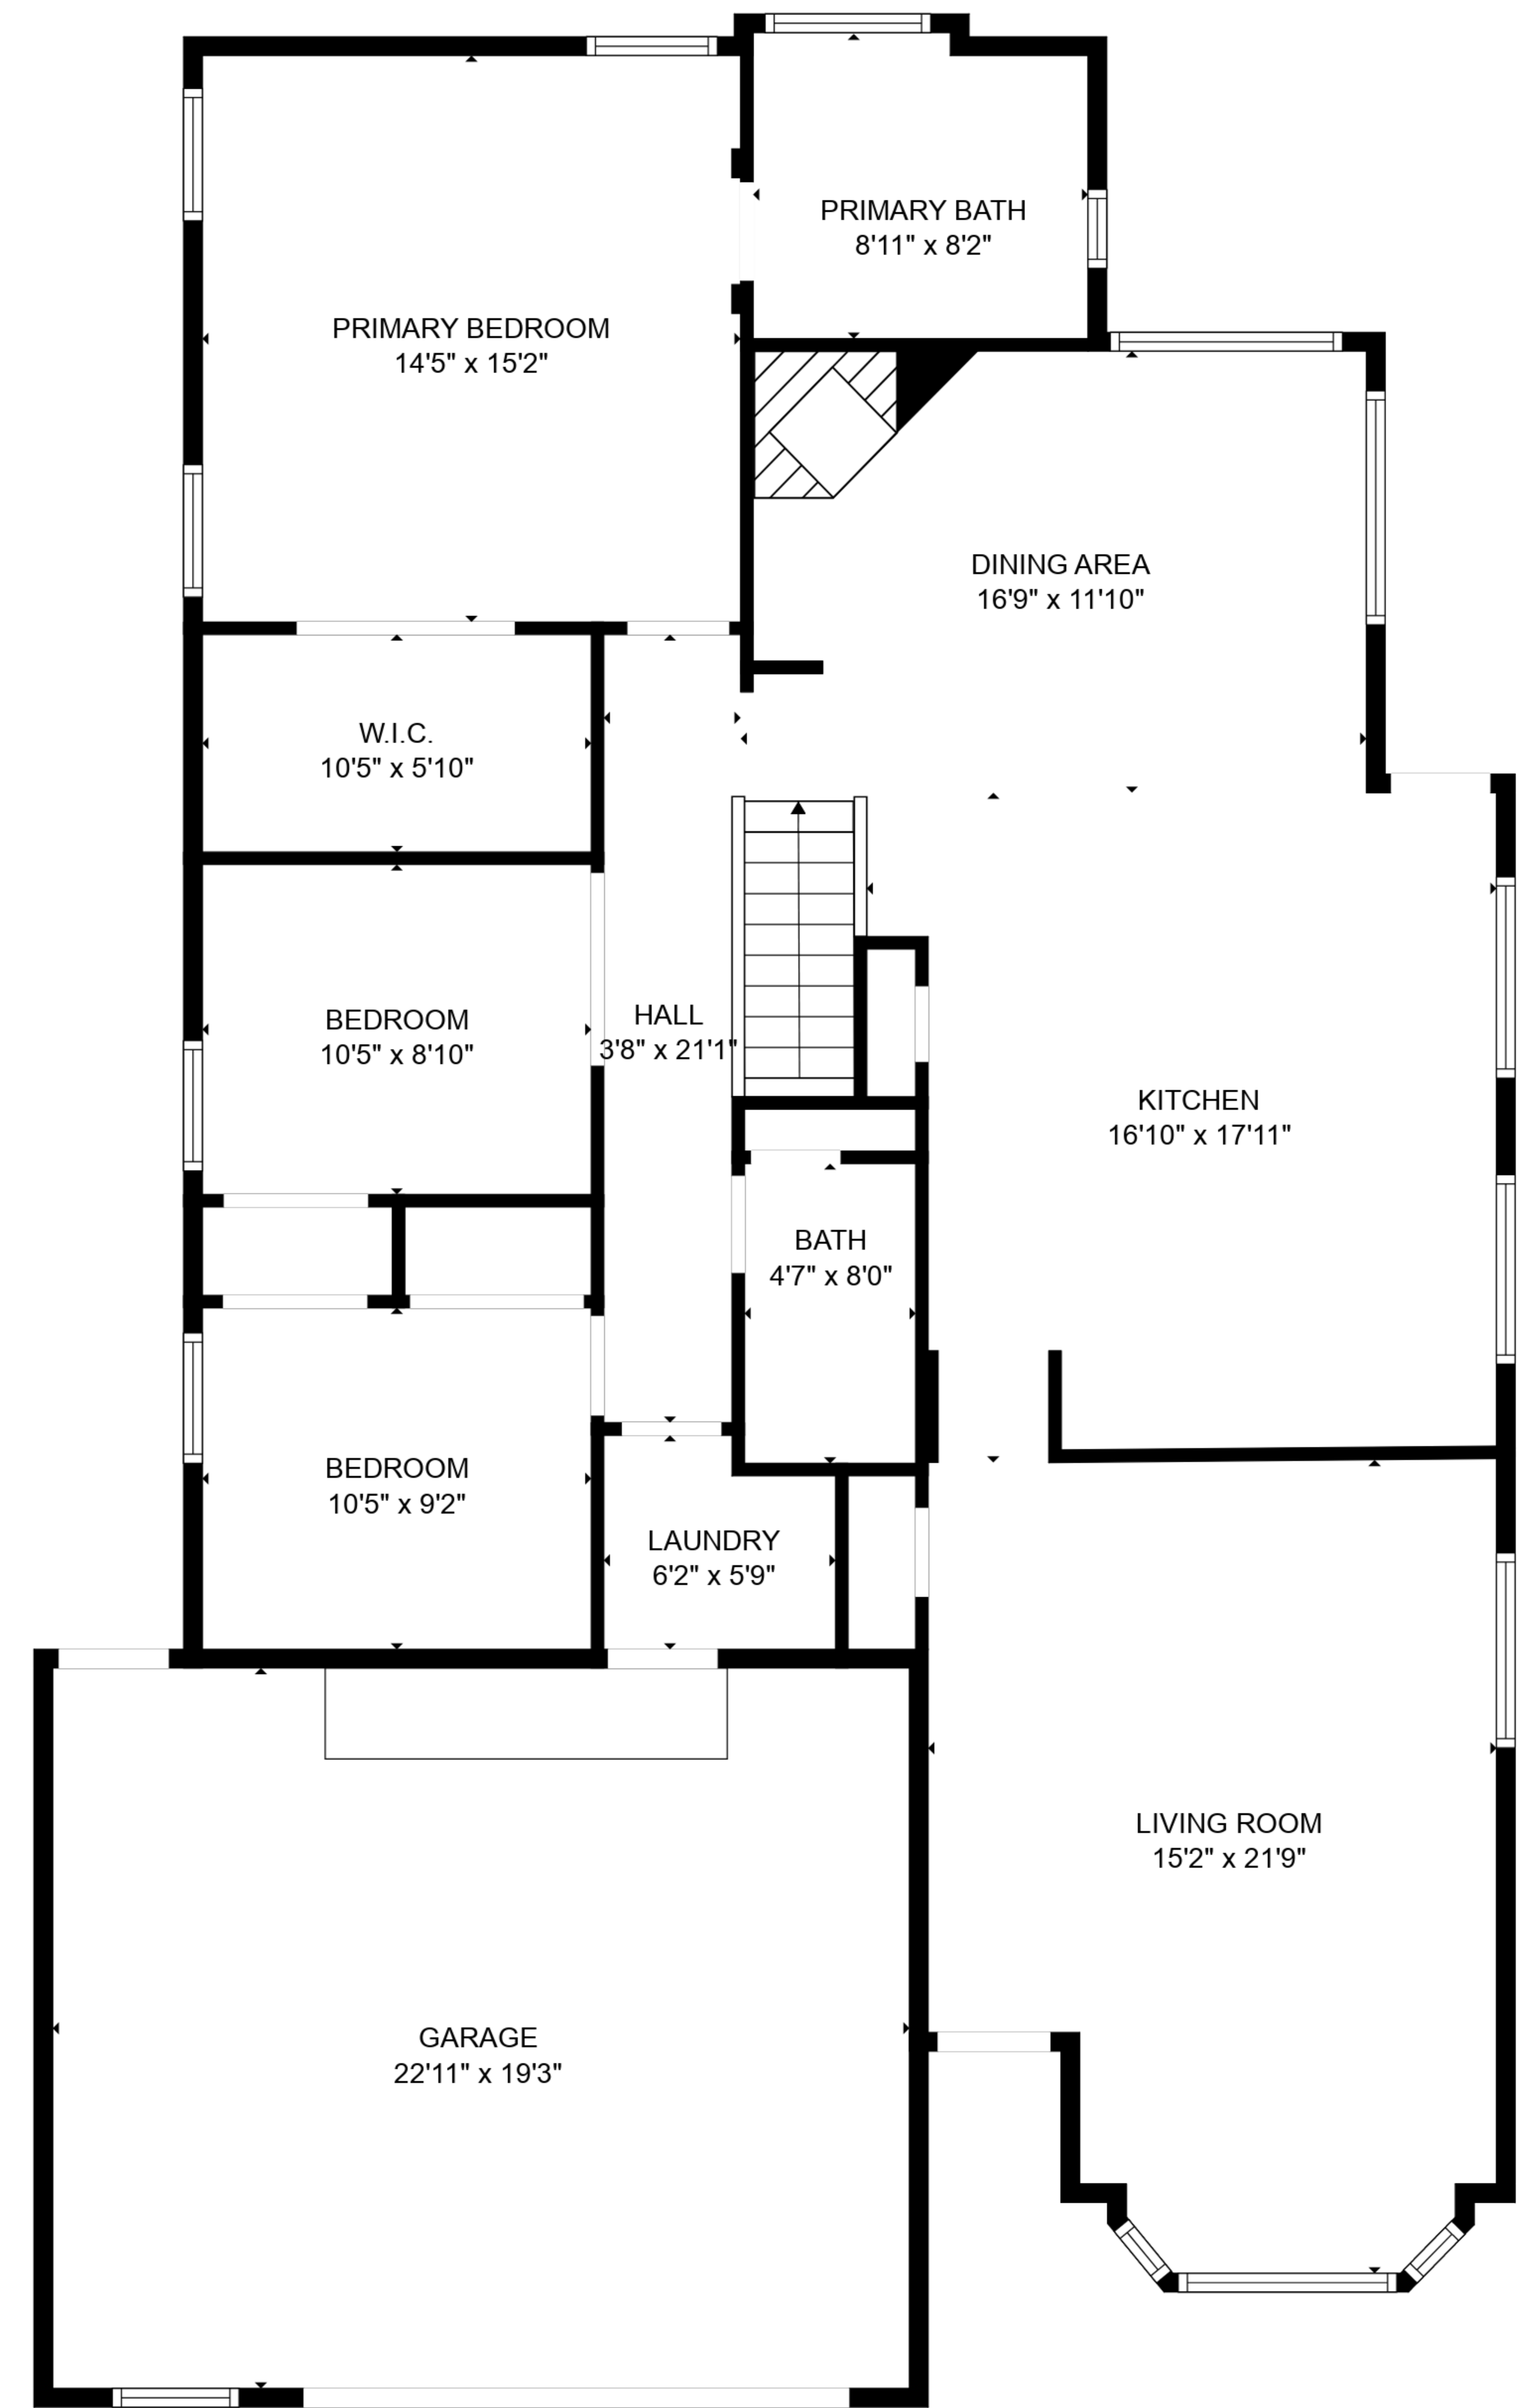 PRIMARY BATH
8'11" x 8'2"
PRIMARY BEDROOM
14'5" x 15'2"
DINING AREA
16'9" x 11'10"
W.I.C.
10'5" x 5'10"
BEDROOM
10'5" x 8'10"
HALL
3'8" x 21'1"
KITCHEN
16'10" x 17'11"
BATH
4'7" x 8'0"
BEDROOM
10'5" x 9'2"
LAUNDRY
6'2" x 5'9"
LIVING ROOM
15'2" x 21'9"
GARAGE
22'11" x 19'3"